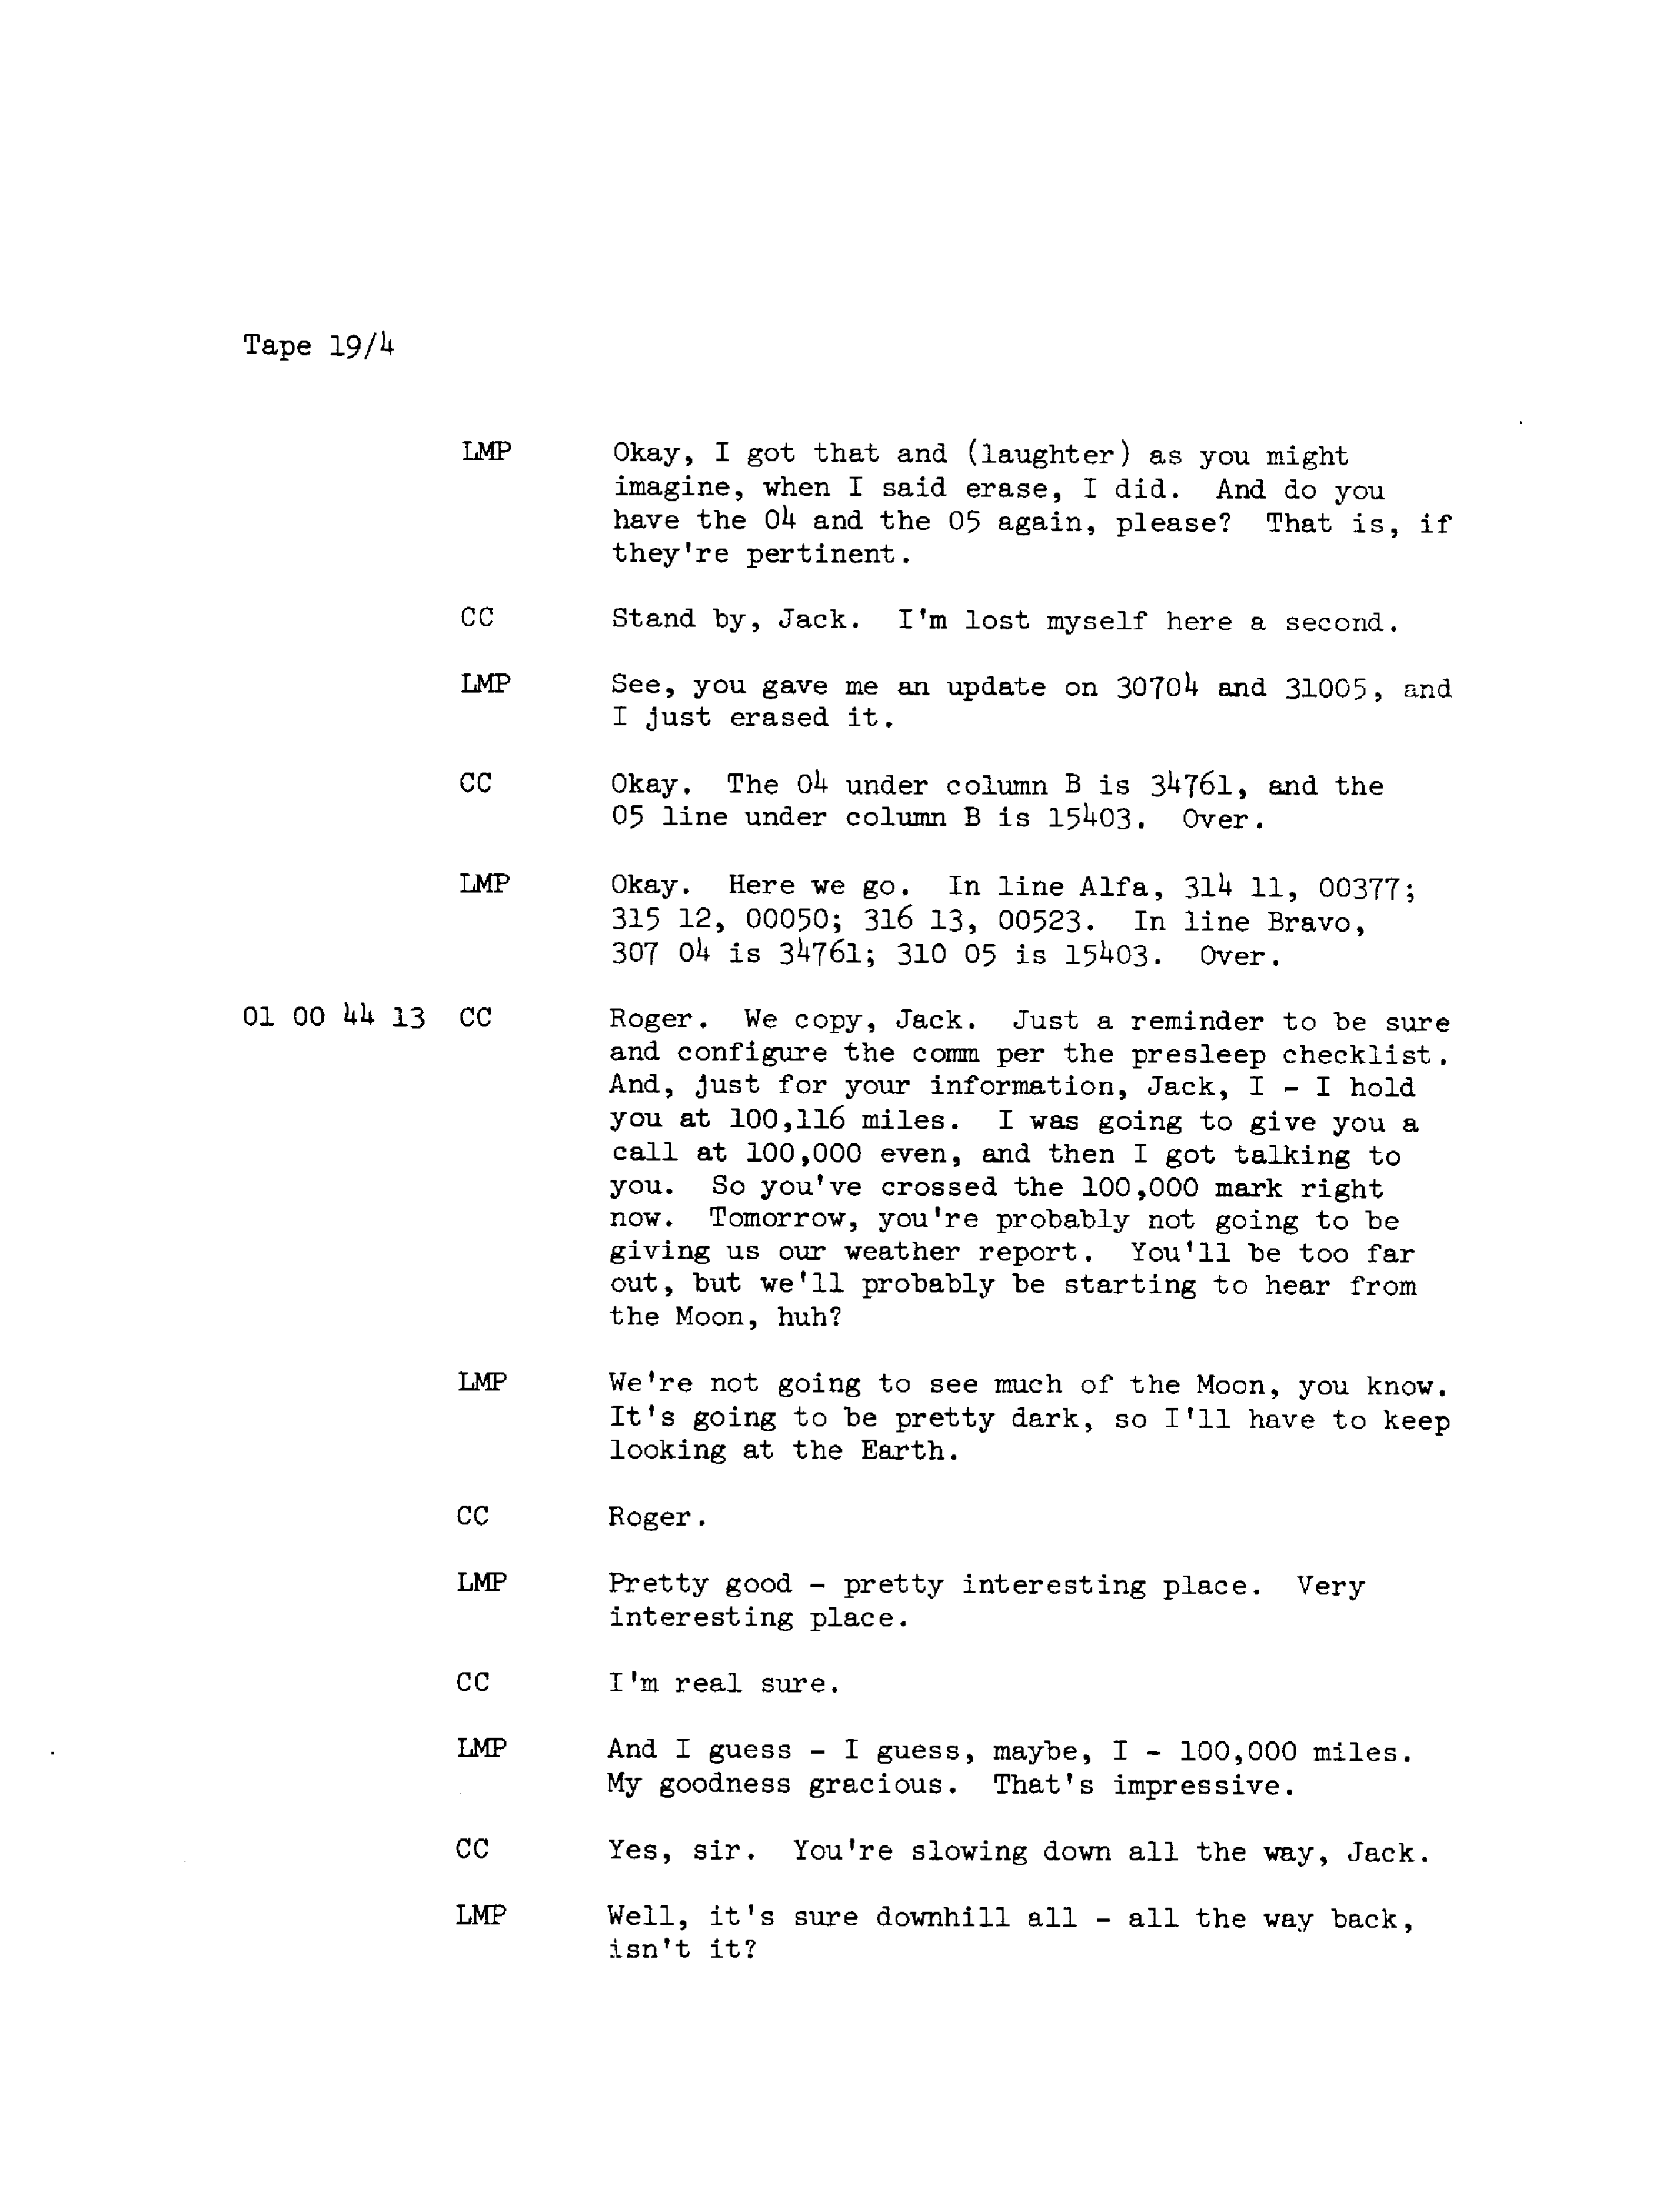 Tape 19/4
LMP Okay, I got that and (laughter) as you might
imagine, when I said erase, I did. And do you
have the 04 and the 05 again, please? That is, if
they're pertinent.
CC Stand by, Jack. I'm lost myself here a second.
LMP See, you gave me an update on 30704 and 31005, and
I just erased it.
CC Okay. The 04 under column B is 34761, and the
05 line under column B is 15403. Over.
LMP Okay. Here we go. In line Alfa, 314 11, 00377;
315 12, 00050; 316 13, 00523. In line Bravo,
307 04 is 34761; 310 05 is 15403. Over.
01 00 44 13 CC Roger. We copy, Jack. Just a reminder to be sure
and configure the comm per the presleep checklist.
And, just for your information, Jack, I - I hold
you at 100,116 miles. I was going to give you a
call at 100,000 even, and then I got talking to
you. So you've crossed the 100,000 mark right
now. Tomorrow, you're probably not going to be
giving us our weather report. You'll be too far
out, but we'll probably be starting to hear from
the Moon, huh?
LMP We're not going to see much of the Moon, you know.
It's going to be pretty dark, so I'll have to keep
looking at the Earth.
CC Roger.
LMP Pretty good - pretty interesting place. Very
interesting place.
CC I'm real sure.
LMP And I guess - I guess, maybe, I - 100,000 miles.
My goodness gracious. That's impressive.
CC Yes, sir. You're slowing down all the way, Jack.
LMP Well, it's sure downhill all - all the way back,
isn't it?